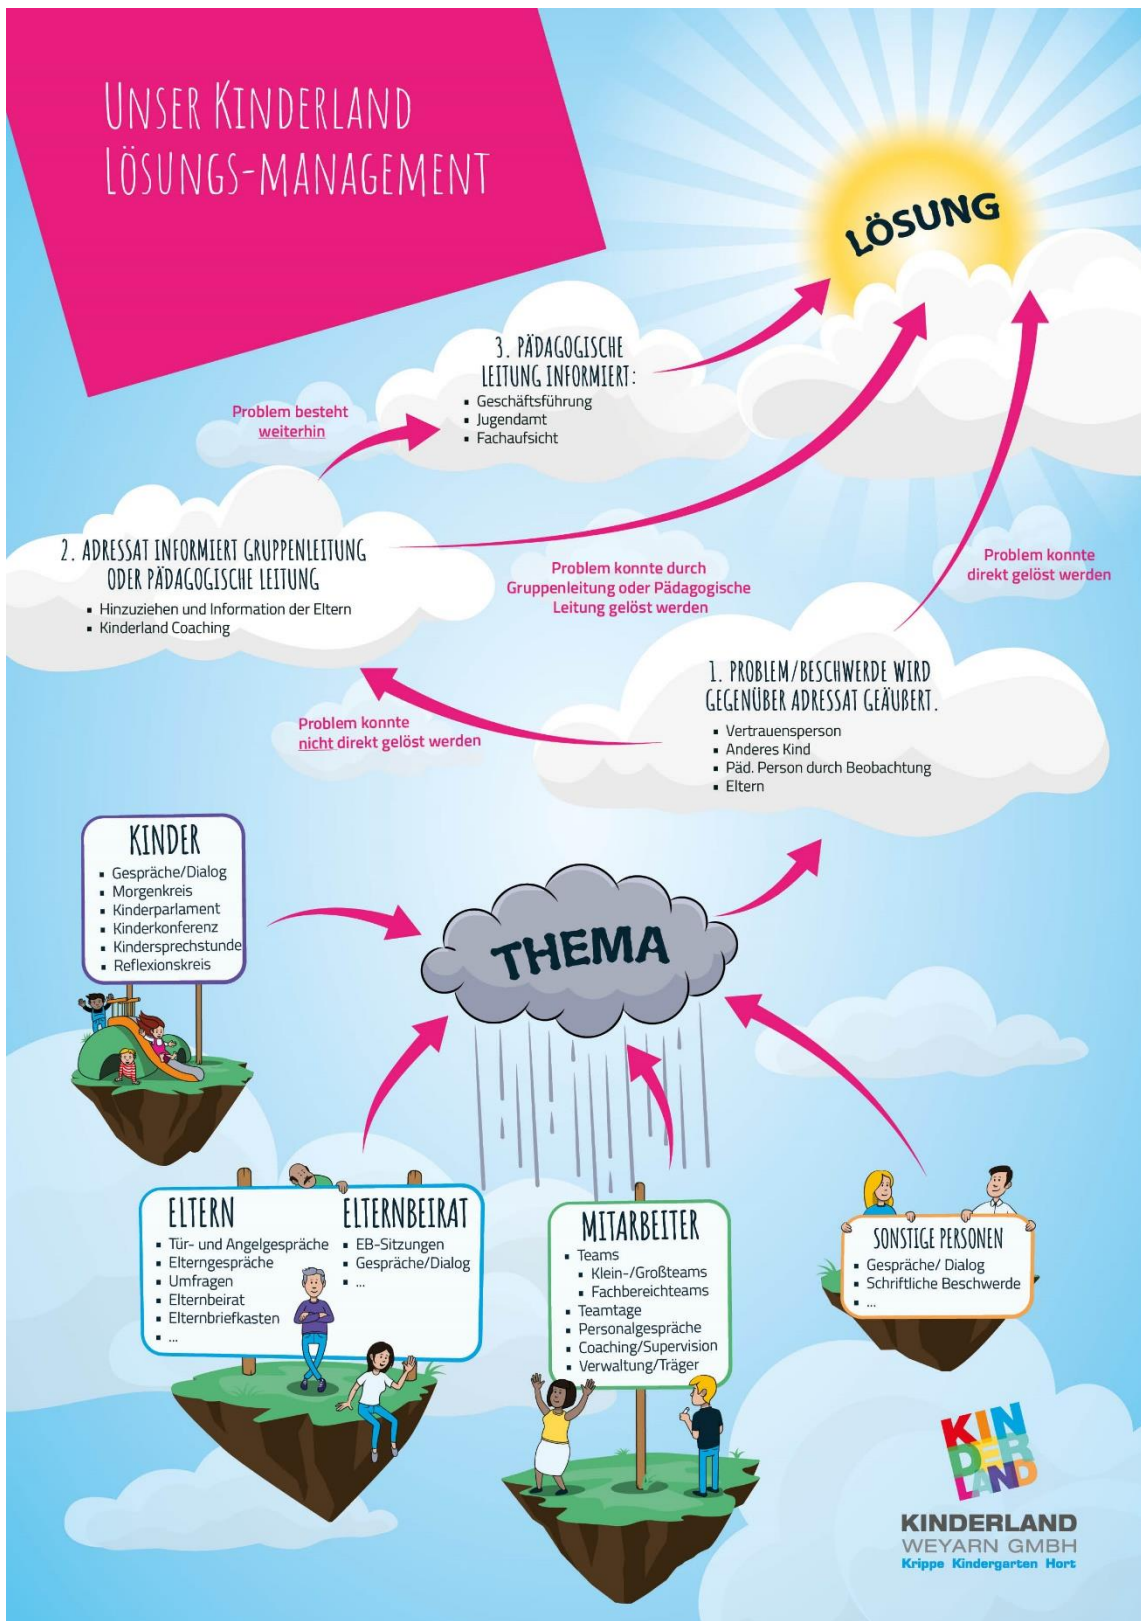 UNSER KINDERLAND
LÖSUNGS-MANAGEMENT
LÖSUNG
3. PÄDAGOGISCHE
LEITUNG INFORMIERT:
▪ Geschäftsführung
▪ Jugendamt
▪ Fachaufsicht
Problem besteht
weiterhin
2. ADRESSAT INFORMIERT GRUPPENLEITUNG
ODER PÄDAGOGISCHE LEITUNG
▪ Hinzuziehen und Information der Eltern
▪ Kinderland Coaching
Problem konnte durch
Gruppenleitung oder Pädagogische
Leitung gelöst werden
Problem konnte
direkt gelöst werden
1. PROBLEM/BESCHWERDE WIRD
GEGENÜBER ADRESSAT GEÄUßERT.
▪ Vertrauensperson
▪ Anderes Kind
▪ Päd. Person durch Beobachtung
▪ Eltern
Problem konnte
nicht direkt gelöst werden
KINDER
▪ Gespräche/Dialog
▪ Morgenkreis
▪ Kinderparlament
▪ Kinderkonferenz
▪ Kindersprechstunde
▪ Reflexionskreis
THEMA
ELTERN
▪ Tür- und Angelgespräche
▪ Elterngespräche
▪ Umfragen
▪ Elternbeirat
▪ Elternbriefkasten
▪ ...
ELTERNBEIRAT
▪ EB-Sitzungen
▪ Gespräche/Dialog
▪ ...
MITARBEITER
▪ Teams
▪ Klein-/Großteams
▪ Fachbereichteams
▪ Teamtage
▪ Personalgespräche
▪ Coaching/Supervision
▪ Verwaltung/Träger
SONSTIGE PERSONEN
▪ Gespräche/ Dialog
▪ Schriftliche Beschwerde
▪ ...
KIN
DER
LAND
KINDERLAND
WEYARN GMBH
Krippe Kindergarten Hort